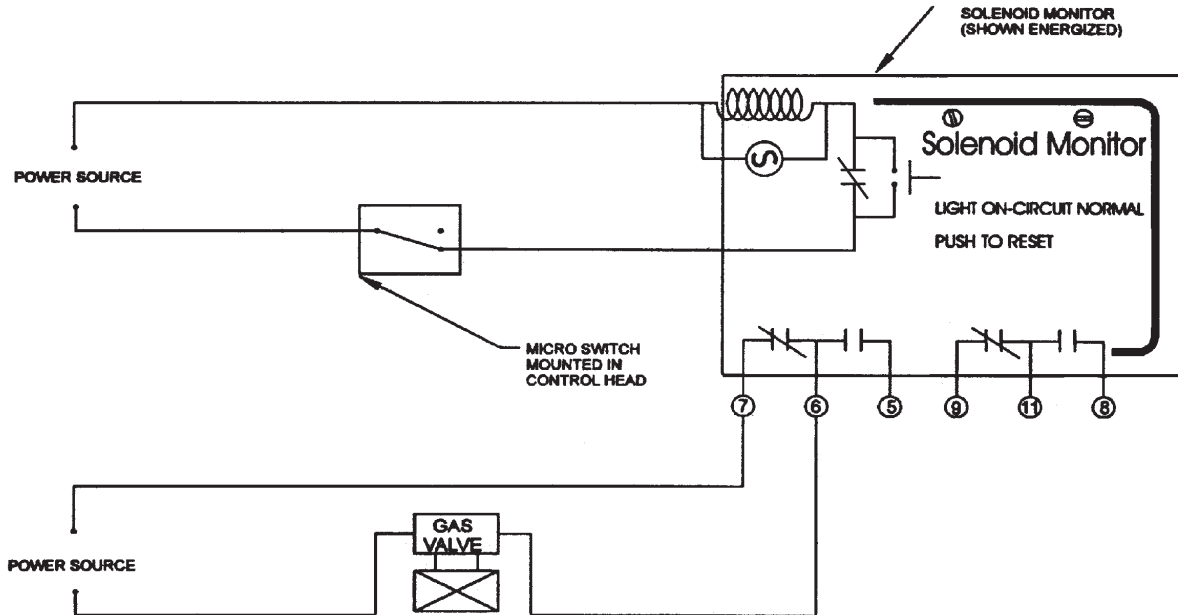 SOLENOID MONITOR
(SHOWN ENERGIZED)
POWER SOURCE
S
Solenoid Monitor
LIGHT ON-CIRCUIT NORMAL
PUSH TO RESET
MICRO SWITCH
MOUNTED IN
CONTROL HEAD
7 6 5 9 11 8
GAS
VALVE
POWER SOURCE